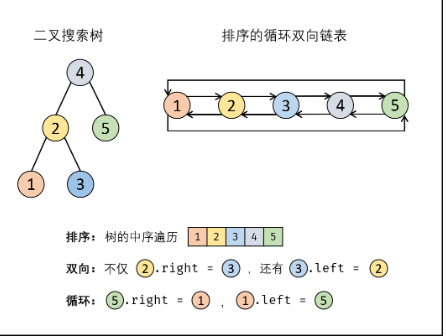 二叉搜索树
排序的循环双向链表
4
2 5
1 3
1 2 3 4 5
排序：树的中序遍历 1 2 3 4 5
双向：不仅 2.right = 3 ，还有 3.left = 2
循环：5.right = 1 ，1.left = 5